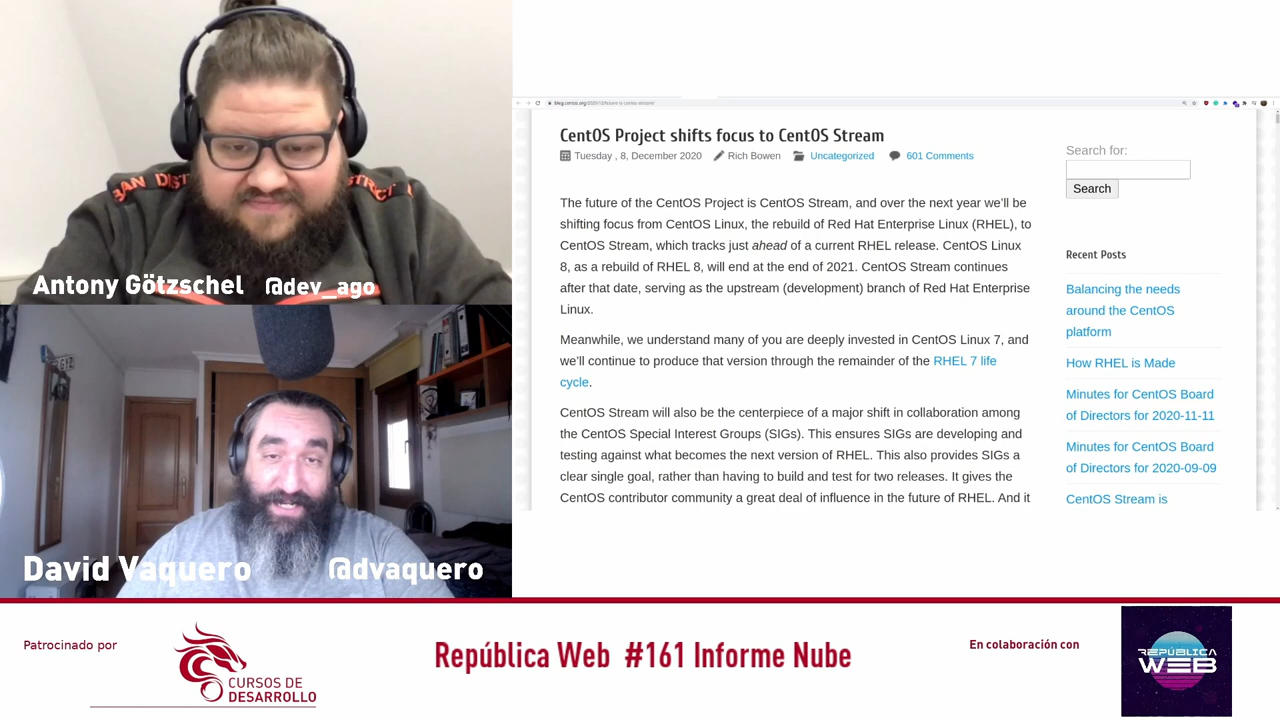 BAN DIST
STRICT
Antony Götzschel @dev_ago
David Vaquero @dvaquero
blog.centos.org/2020/12/future-is-centos-stream/
CentOS Project shifts focus to CentOS Stream
Tuesday , 8, December 2020 Rich Bowen Uncategorized 601 Comments
The future of the CentOS Project is CentOS Stream, and over the next year we'll be
shifting focus from CentOS Linux, the rebuild of Red Hat Enterprise Linux (RHEL), to
CentOS Stream, which tracks just ahead of a current RHEL release. CentOS Linux
8, as a rebuild of RHEL 8, will end at the end of 2021. CentOS Stream continues
after that date, serving as the upstream (development) branch of Red Hat Enterprise
Linux.
Meanwhile, we understand many of you are deeply invested in CentOS Linux 7, and
we'll continue to produce that version through the remainder of the RHEL 7 life
cycle.
CentOS Stream will also be the centerpiece of a major shift in collaboration among
the CentOS Special Interest Groups (SIGs). This ensures SIGs are developing and
testing against what becomes the next version of RHEL. This also provides SIGs a
clear single goal, rather than having to build and test for two releases. It gives the
CentOS contributor community a great deal of influence in the future of RHEL. And it
Search for:
Search
Recent Posts
Balancing the needs
around the CentOS
platform
How RHEL is Made
Minutes for CentOS Board
of Directors for 2020-11-11
Minutes for CentOS Board
of Directors for 2020-09-09
CentOS Stream is
Patrocinado por
CURSOS DE
DESARROLLO
República Web #161 Informe Nube
En colaboración con
REPÚBLICA
WEB